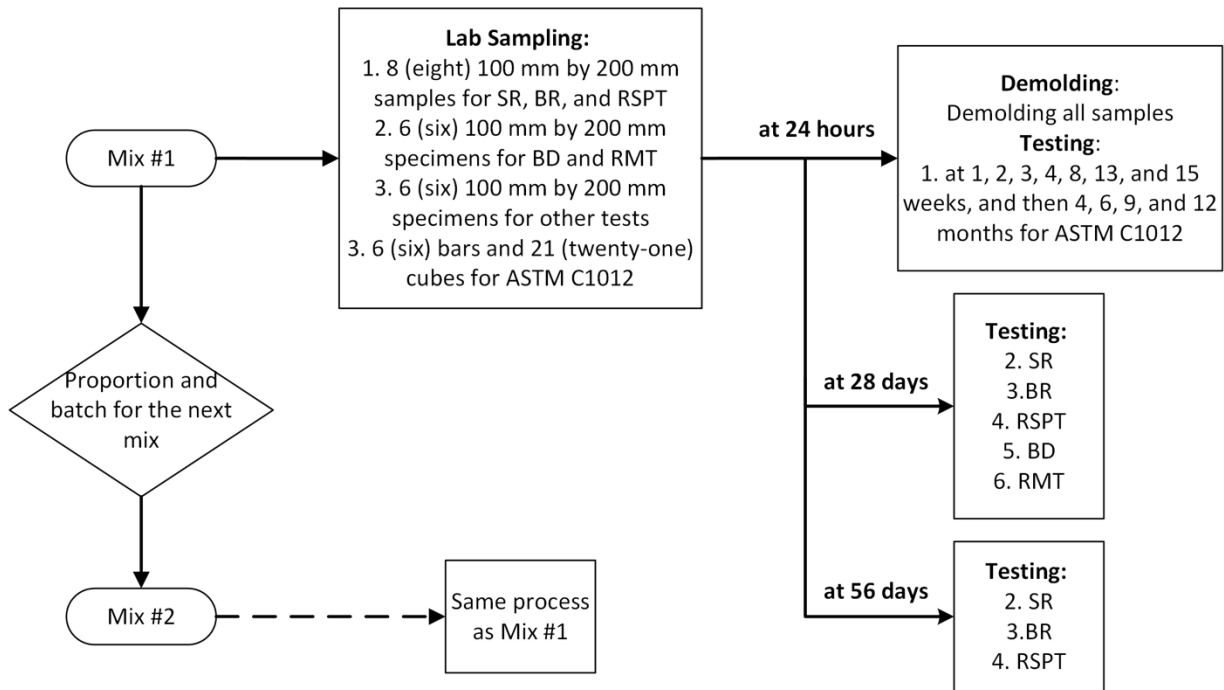 Mix #1
Lab Sampling:
1. 8 (eight) 100 mm by 200 mm
samples for SR, BR, and RSPT
2. 6 (six) 100 mm by 200 mm
specimens for BD and RMT
3. 6 (six) 100 mm by 200 mm
specimens for other tests
3. 6 (six) bars and 21 (twenty-one)
cubes for ASTM C1012
at 24 hours
Demolding:
Demolding all samples
Testing:
1. at 1, 2, 3, 4, 8, 13, and 15
weeks, and then 4, 6, 9, and 12
months for ASTM C1012
Proportion and
batch for the next
mix
at 28 days
Testing:
2. SR
3.BR
4. RSPT
5. BD
6. RMT
Mix #2
Same process
as Mix #1
at 56 days
Testing:
2. SR
3.BR
4. RSPT